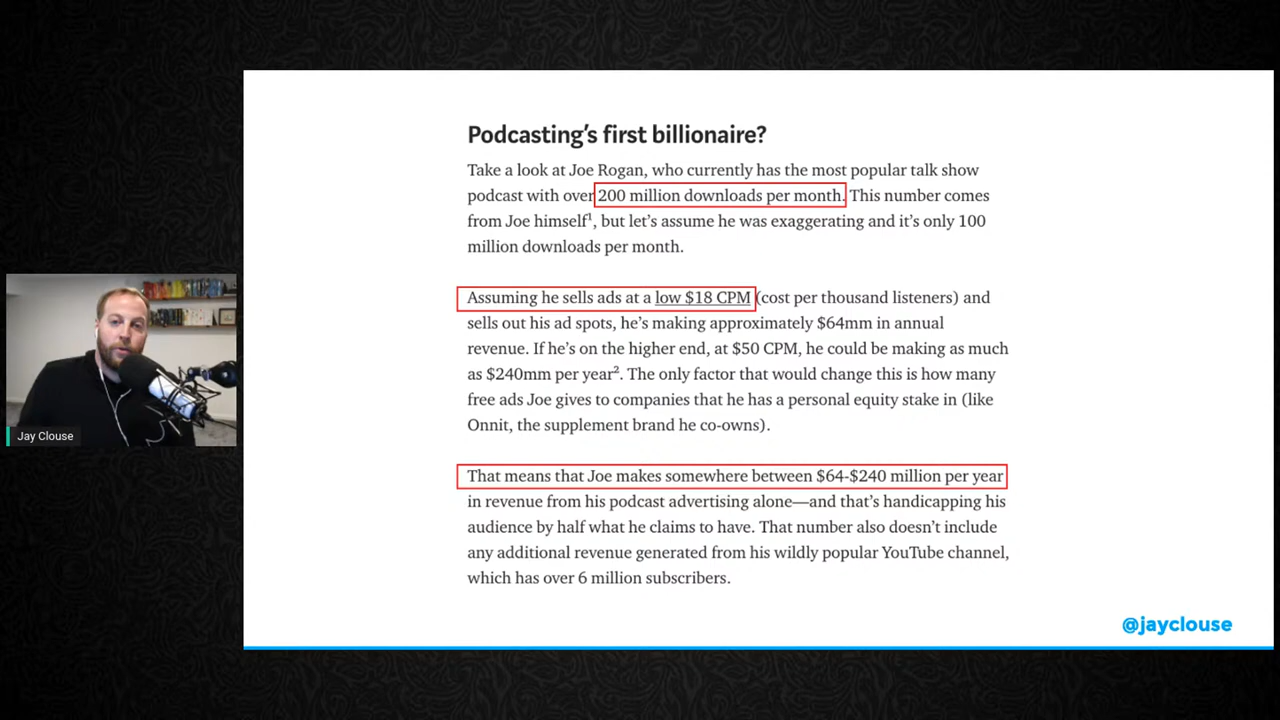 Podcasting's first billionaire?
Take a look at Joe Rogan, who currently has the most popular talk show
podcast with over 200 million downloads per month. This number comes
from Joe himself¹, but let's assume he was exaggerating and it's only 100
million downloads per month.
Assuming he sells ads at a low $18 CPM (cost per thousand listeners) and
sells out his ad spots, he's making approximately $64mm in annual
revenue. If he's on the higher end, at $50 CPM, he could be making as much
as $240mm per year². The only factor that would change this is how many
free ads Joe gives to companies that he has a personal equity stake in (like
Onnit, the supplement brand he co-owns).
That means that Joe makes somewhere between $64-$240 million per year
in revenue from his podcast advertising alone—and that's handicapping his
audience by half what he claims to have. That number also doesn't include
any additional revenue generated from his wildly popular YouTube channel,
which has over 6 million subscribers.
@jayclouse
Jay Clouse